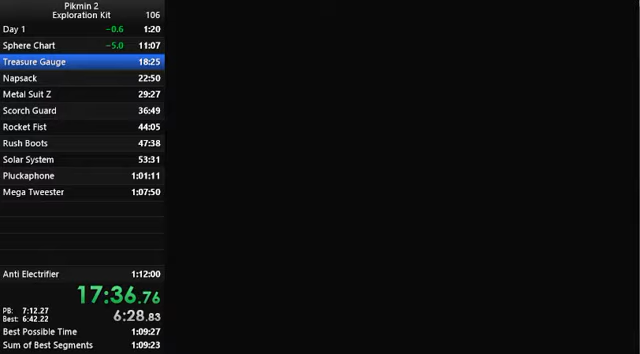 Pikmin 2
Exploration Kit 106
Day 1 −0.6 1:20
Sphere Chart −5.0 11:07
Treasure Gauge 18:25
Napsack 22:50
Metal Suit Z 29:27
Scorch Guard 36:49
Rocket Fist 44:05
Rush Boots 47:38
Solar System 53:31
Pluckaphone 1:01:11
Mega Tweester 1:07:50
Anti Electrifier 1:12:00
17:36.76
PB: 7:12.27
Best: 6:42.22 6:28.83
Best Possible Time 1:09:27
Sum of Best Segments 1:09:23